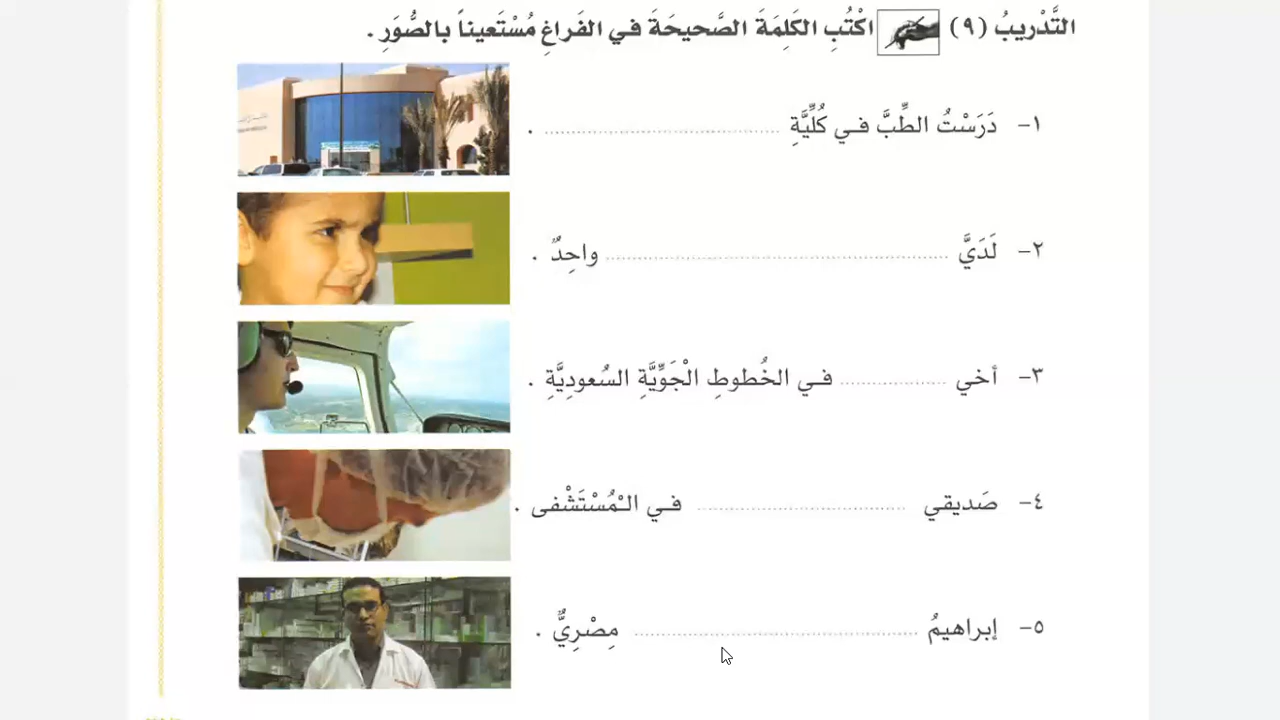 التَّدْريبُ (٩) اكْتُبِ الكَلِمَةَ الصَّحيحَةَ في الفَراغِ مُسْتَعيناً بالصُّوَرِ .
١- دَرَسْتُ الطِّبَّ في كُلِّيَّةِ .................................... .
٢- لَدَيَّ .................................... واحِدٌ .
٣- أخي .................... في الخُطوطِ الْجَوِّيَّةِ السُعودِيَّةِ .
٤- صَديقي .................................... في الـْمُسْتَشْفى .
٥- إبراهيمُ .................................... مِصْرِيٌّ .